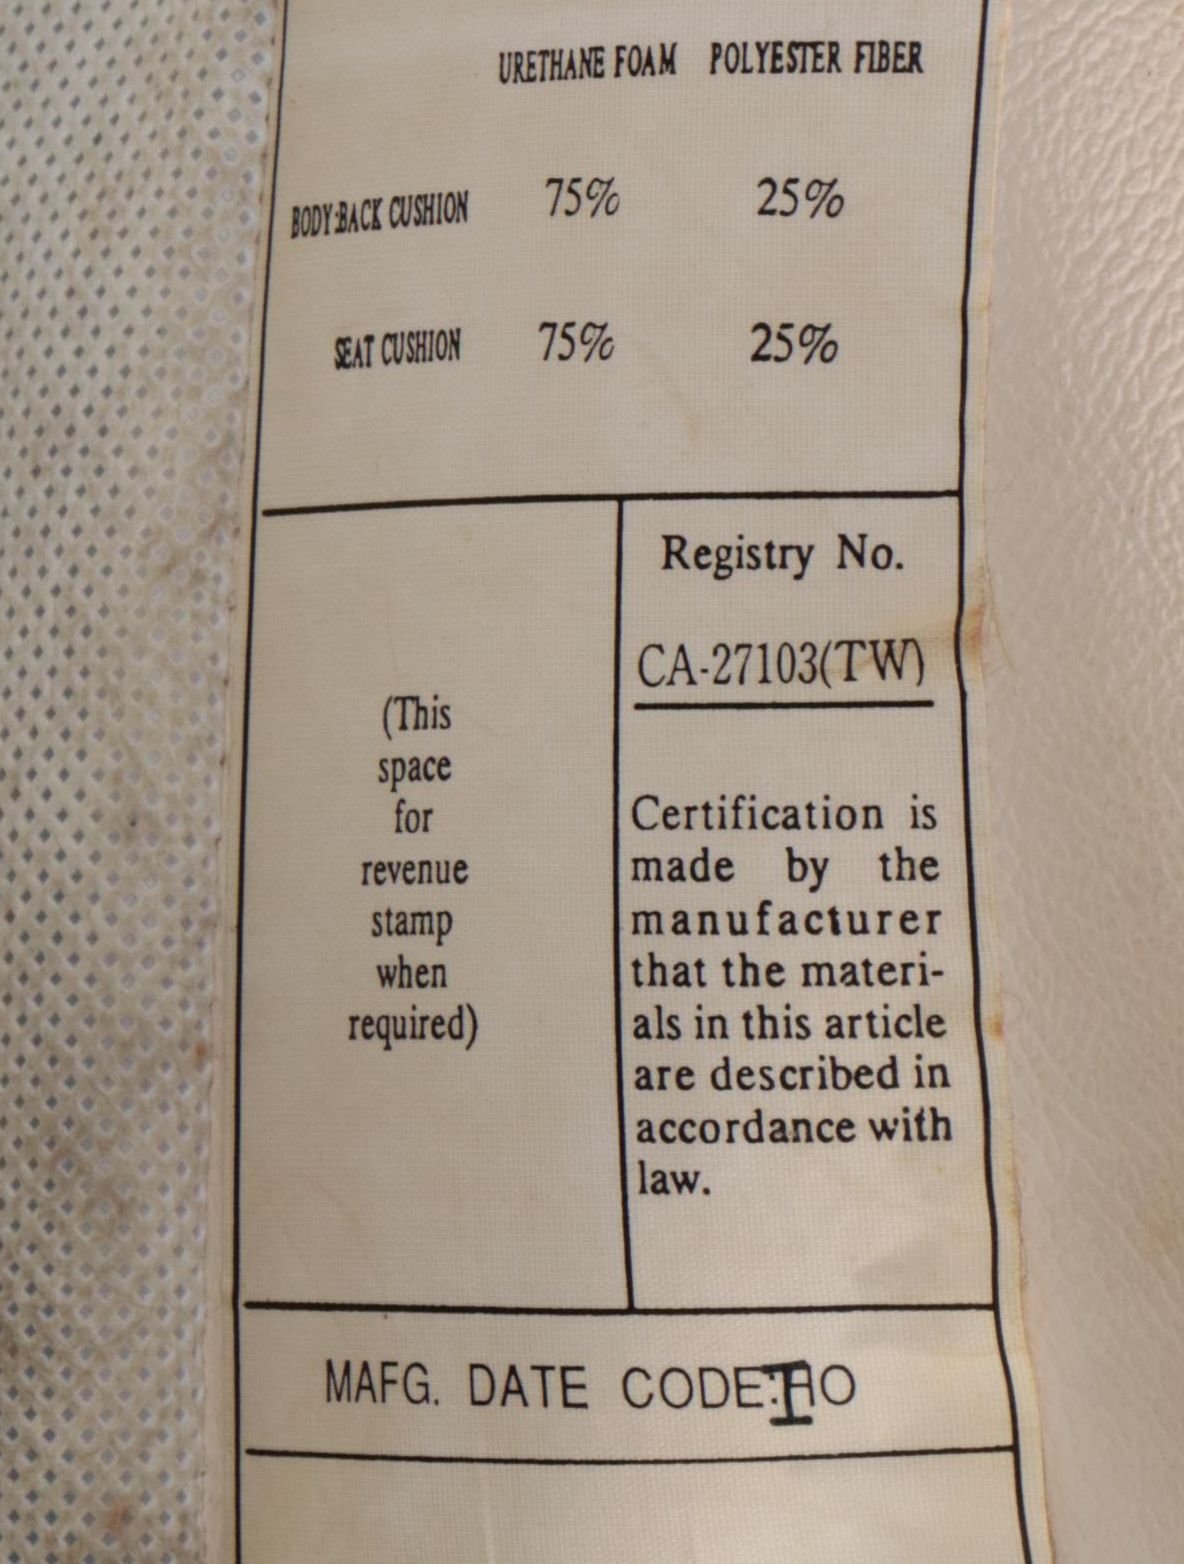 URETHANE FOAM POLYESTER FIBER
BODY:BACK CUSHION 75% 25%
SEAT CUSHION 75% 25%
(This
space
for
revenue
stamp
when
required)
Registry No.
CA-27103(TW)
Certification is
made by the
manufacturer
that the materi-
als in this article
are described in
accordance with
law.
MAFG. DATE CODE: